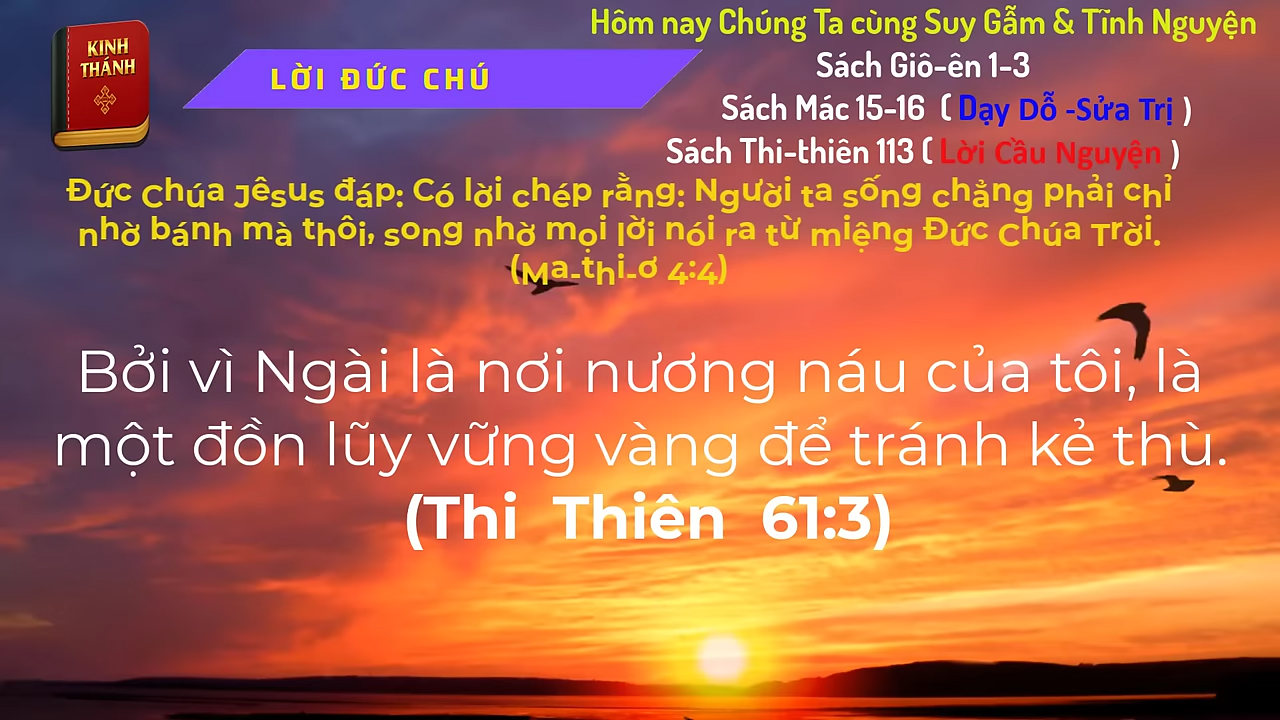 KINH
THÁNH
LỜI ĐỨC CHÚ
Hôm nay Chúng Ta cùng Suy Gẫm & Tĩnh Nguyện
Sách Giô-ên 1-3
Sách Mác 15-16 ( Dạy Dỗ -Sửa Trị )
Sách Thi-thiên 113 ( Lời Cầu Nguyện )
Đức Chúa Jêsus đáp: Có lời chép rằng: Người ta sống chẳng phải chỉ
nhờ bánh mà thôi, song nhờ mọi lời nói ra từ miệng Đức Chúa Trời.
(Ma-thi-ơ 4:4)
Bởi vì Ngài là nơi nương náu của tôi, là
một đồn lũy vững vàng để tránh kẻ thù.
(Thi Thiên 61:3)